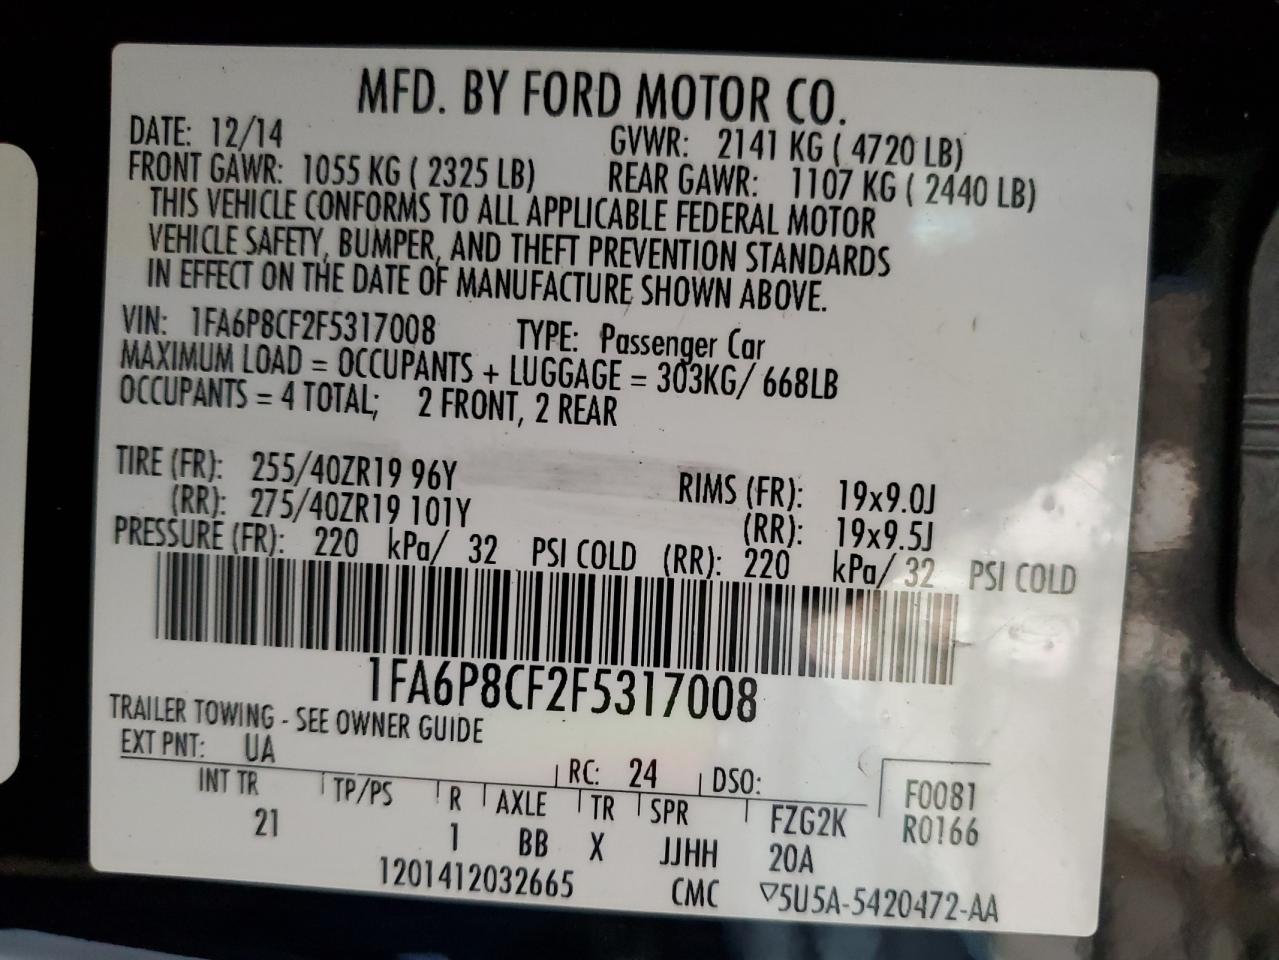 MFD. BY FORD MOTOR CO.
DATE: 12/14 GVWR: 2141 KG ( 4720 LB)
FRONT GAWR: 1055 KG ( 2325 LB) REAR GAWR: 1107 KG ( 2440 LB)
THIS VEHICLE CONFORMS TO ALL APPLICABLE FEDERAL MOTOR
VEHICLE SAFETY, BUMPER, AND THEFT PREVENTION STANDARDS
IN EFFECT ON THE DATE OF MANUFACTURE SHOWN ABOVE.
VIN: 1FA6P8CF2F5317008 TYPE: Passenger Car
MAXIMUM LOAD = OCCUPANTS + LUGGAGE = 303KG/ 668LB
OCCUPANTS = 4 TOTAL; 2 FRONT, 2 REAR
TIRE (FR): 255/40ZR19 96Y RIMS (FR): 19x9.0J
(RR): 275/40ZR19 101Y (RR): 19x9.5J
PRESSURE (FR): 220 kPa/ 32 PSI COLD (RR): 220 kPa/ 32 PSI COLD
1FA6P8CF2F5317008
TRAILER TOWING - SEE OWNER GUIDE
EXT PNT: UA RC: 24 DSO: F0081
INT TR TP/PS R AXLE TR SPR FZG2K R0166
21 1 BB X JJHH 20A
1201412032665 CMC ▽5U5A-5420472-AA